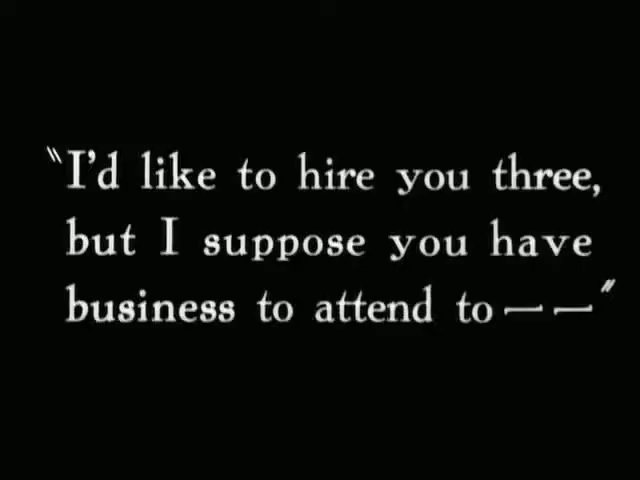 "I'd like to hire you three,
but I suppose you have
business to attend to——"